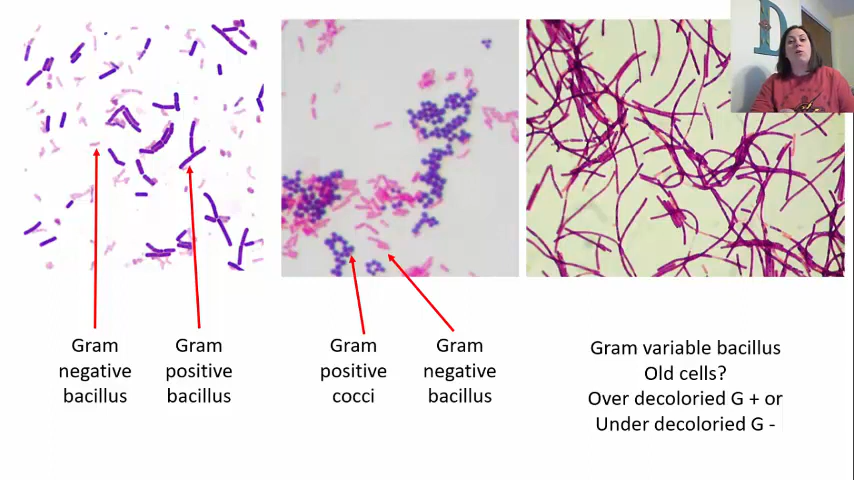 Gram
negative
bacillus
Gram
positive
bacillus
Gram
positive
cocci
Gram
negative
bacillus
Gram variable bacillus
Old cells?
Over decoloried G + or
Under decoloried G -
D